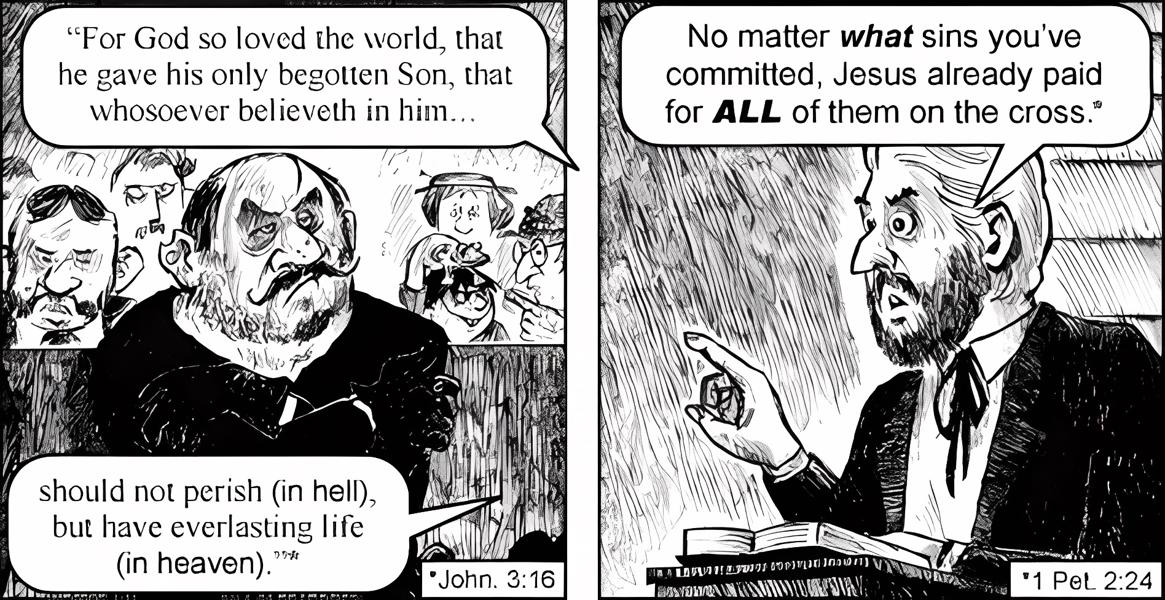 “For God so loved the world, that
he gave his only begotten Son, that
whosoever believeth in him...
should not perish (in hell),
but have everlasting life
(in heaven).”*
*John. 3:16
No matter what sins you’ve
committed, Jesus already paid
for ALL of them on the cross.*
*1 Pet. 2:24